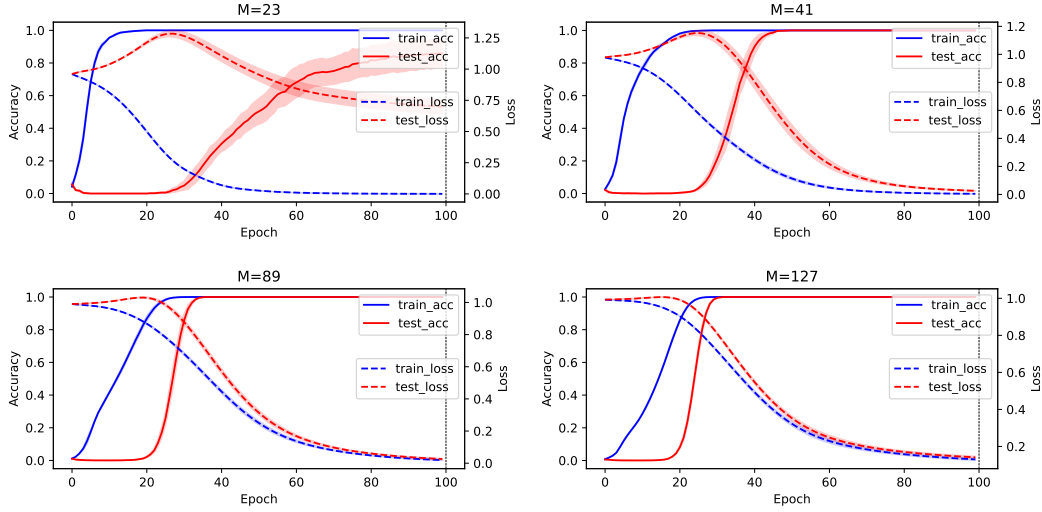 M=23
M=41
1.0
0.8
0.6
0.4
0.2
0.0
Accuracy
0
20
40
60
80
100
Epoch
1.25
1.00
0.75
0.50
0.25
0.00
Loss
train_acc
test_acc
train_loss
test_loss
1.0
0.8
0.6
0.4
0.2
0.0
Accuracy
0
20
40
60
80
100
Epoch
1.2
1.0
0.8
0.6
0.4
0.2
0.0
Loss
train_acc
test_acc
train_loss
test_loss
M=89
M=127
1.0
0.8
0.6
0.4
0.2
0.0
Accuracy
0
20
40
60
80
100
Epoch
1.0
0.8
0.6
0.4
0.2
0.0
Loss
train_acc
test_acc
train_loss
test_loss
1.0
0.8
0.6
0.4
0.2
0.0
Accuracy
0
20
40
60
80
100
Epoch
1.0
0.8
0.6
0.4
0.2
Loss
train_acc
test_acc
train_loss
test_loss